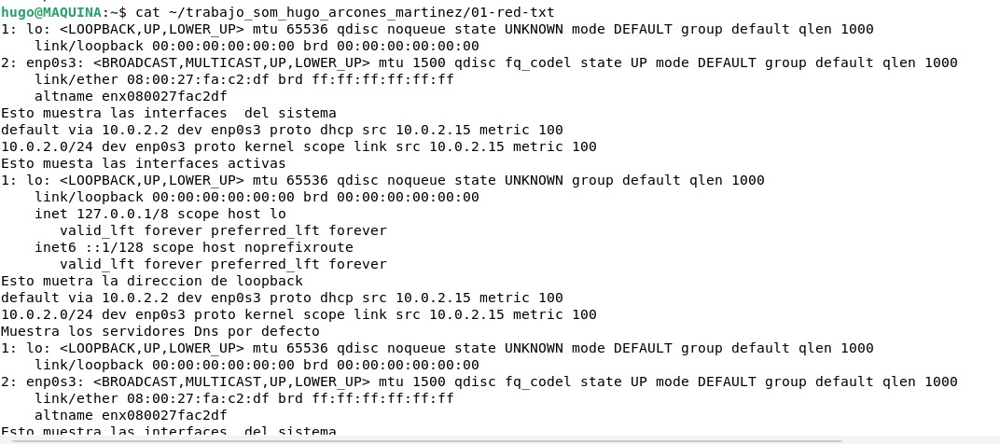 hugo@MAQUINA:~$ cat ~/trabajo_som_hugo_arcones_martinez/01-red-txt
1: lo: <LOOPBACK,UP,LOWER_UP> mtu 65536 qdisc noqueue state UNKNOWN mode DEFAULT group default qlen 1000
    link/loopback 00:00:00:00:00:00 brd 00:00:00:00:00:00
2: enp0s3: <BROADCAST,MULTICAST,UP,LOWER_UP> mtu 1500 qdisc fq_codel state UP mode DEFAULT group default qlen 1000
    link/ether 08:00:27:fa:c2:df brd ff:ff:ff:ff:ff:ff
    altname enx080027fac2df
Esto muestra las interfaces  del sistema
default via 10.0.2.2 dev enp0s3 proto dhcp src 10.0.2.15 metric 100
10.0.2.0/24 dev enp0s3 proto kernel scope link src 10.0.2.15 metric 100
Esto muesta las interfaces activas
1: lo: <LOOPBACK,UP,LOWER_UP> mtu 65536 qdisc noqueue state UNKNOWN group default qlen 1000
    link/loopback 00:00:00:00:00:00 brd 00:00:00:00:00:00
    inet 127.0.0.1/8 scope host lo
       valid_lft forever preferred_lft forever
    inet6 ::1/128 scope host noprefixroute
       valid_lft forever preferred_lft forever
Esto muetra la direccion de loopback
default via 10.0.2.2 dev enp0s3 proto dhcp src 10.0.2.15 metric 100
10.0.2.0/24 dev enp0s3 proto kernel scope link src 10.0.2.15 metric 100
Muestra los servidores Dns por defecto
1: lo: <LOOPBACK,UP,LOWER_UP> mtu 65536 qdisc noqueue state UNKNOWN mode DEFAULT group default qlen 1000
    link/loopback 00:00:00:00:00:00 brd 00:00:00:00:00:00
2: enp0s3: <BROADCAST,MULTICAST,UP,LOWER_UP> mtu 1500 qdisc fq_codel state UP mode DEFAULT group default qlen 1000
    link/ether 08:00:27:fa:c2:df brd ff:ff:ff:ff:ff:ff
    altname enx080027fac2df
Esto muestra las interfaces  del sistema